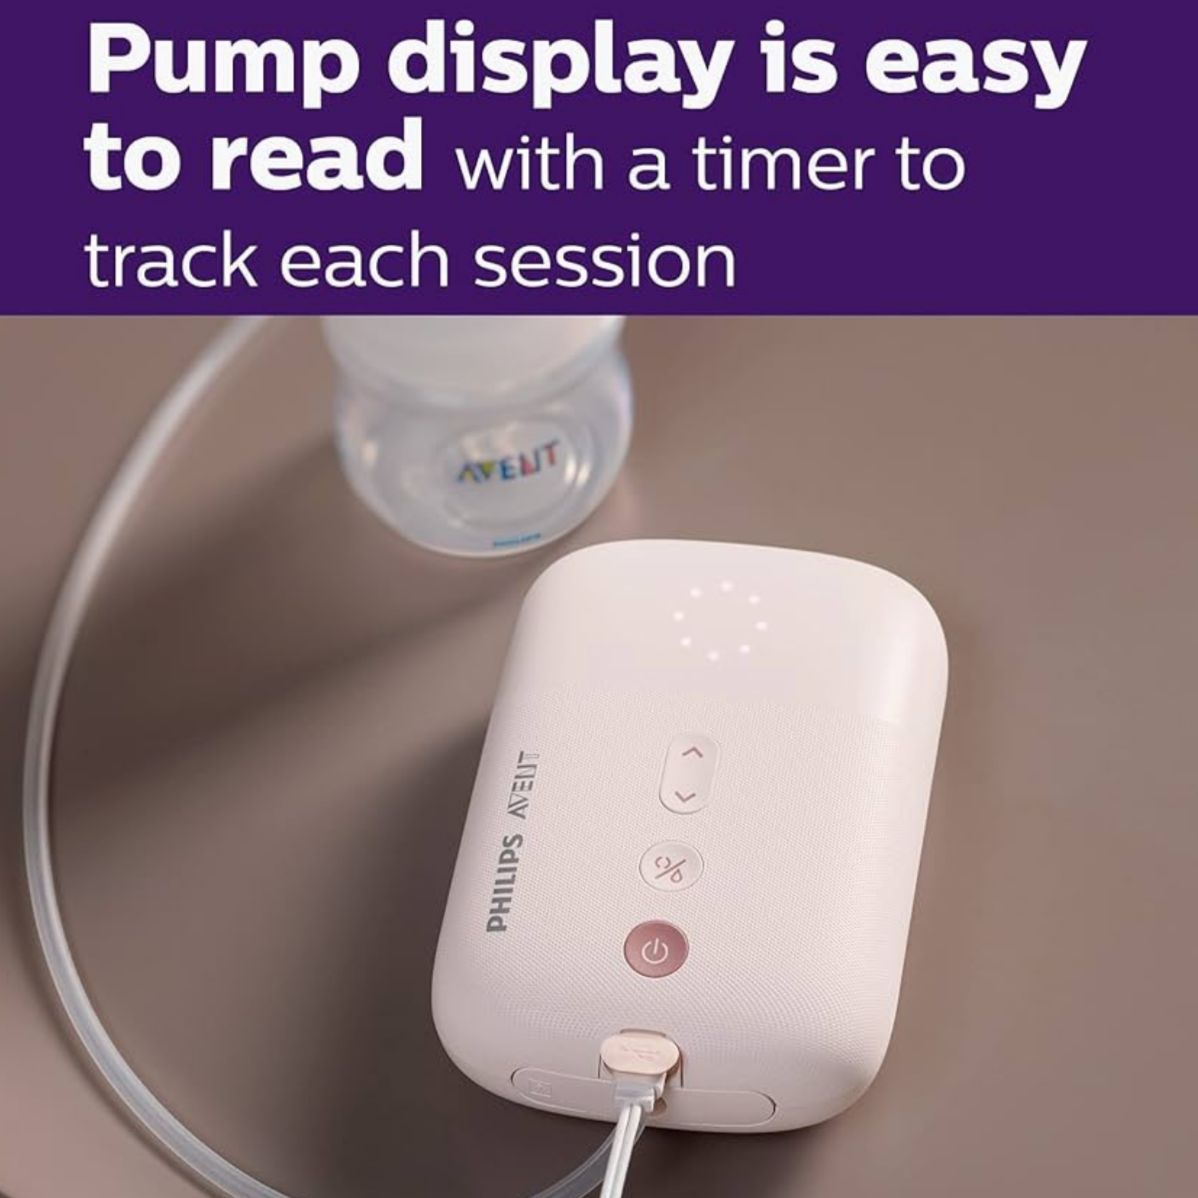 Pump display is easy
to read with a timer to
track each session
AVENT
PHILIPS AVENT